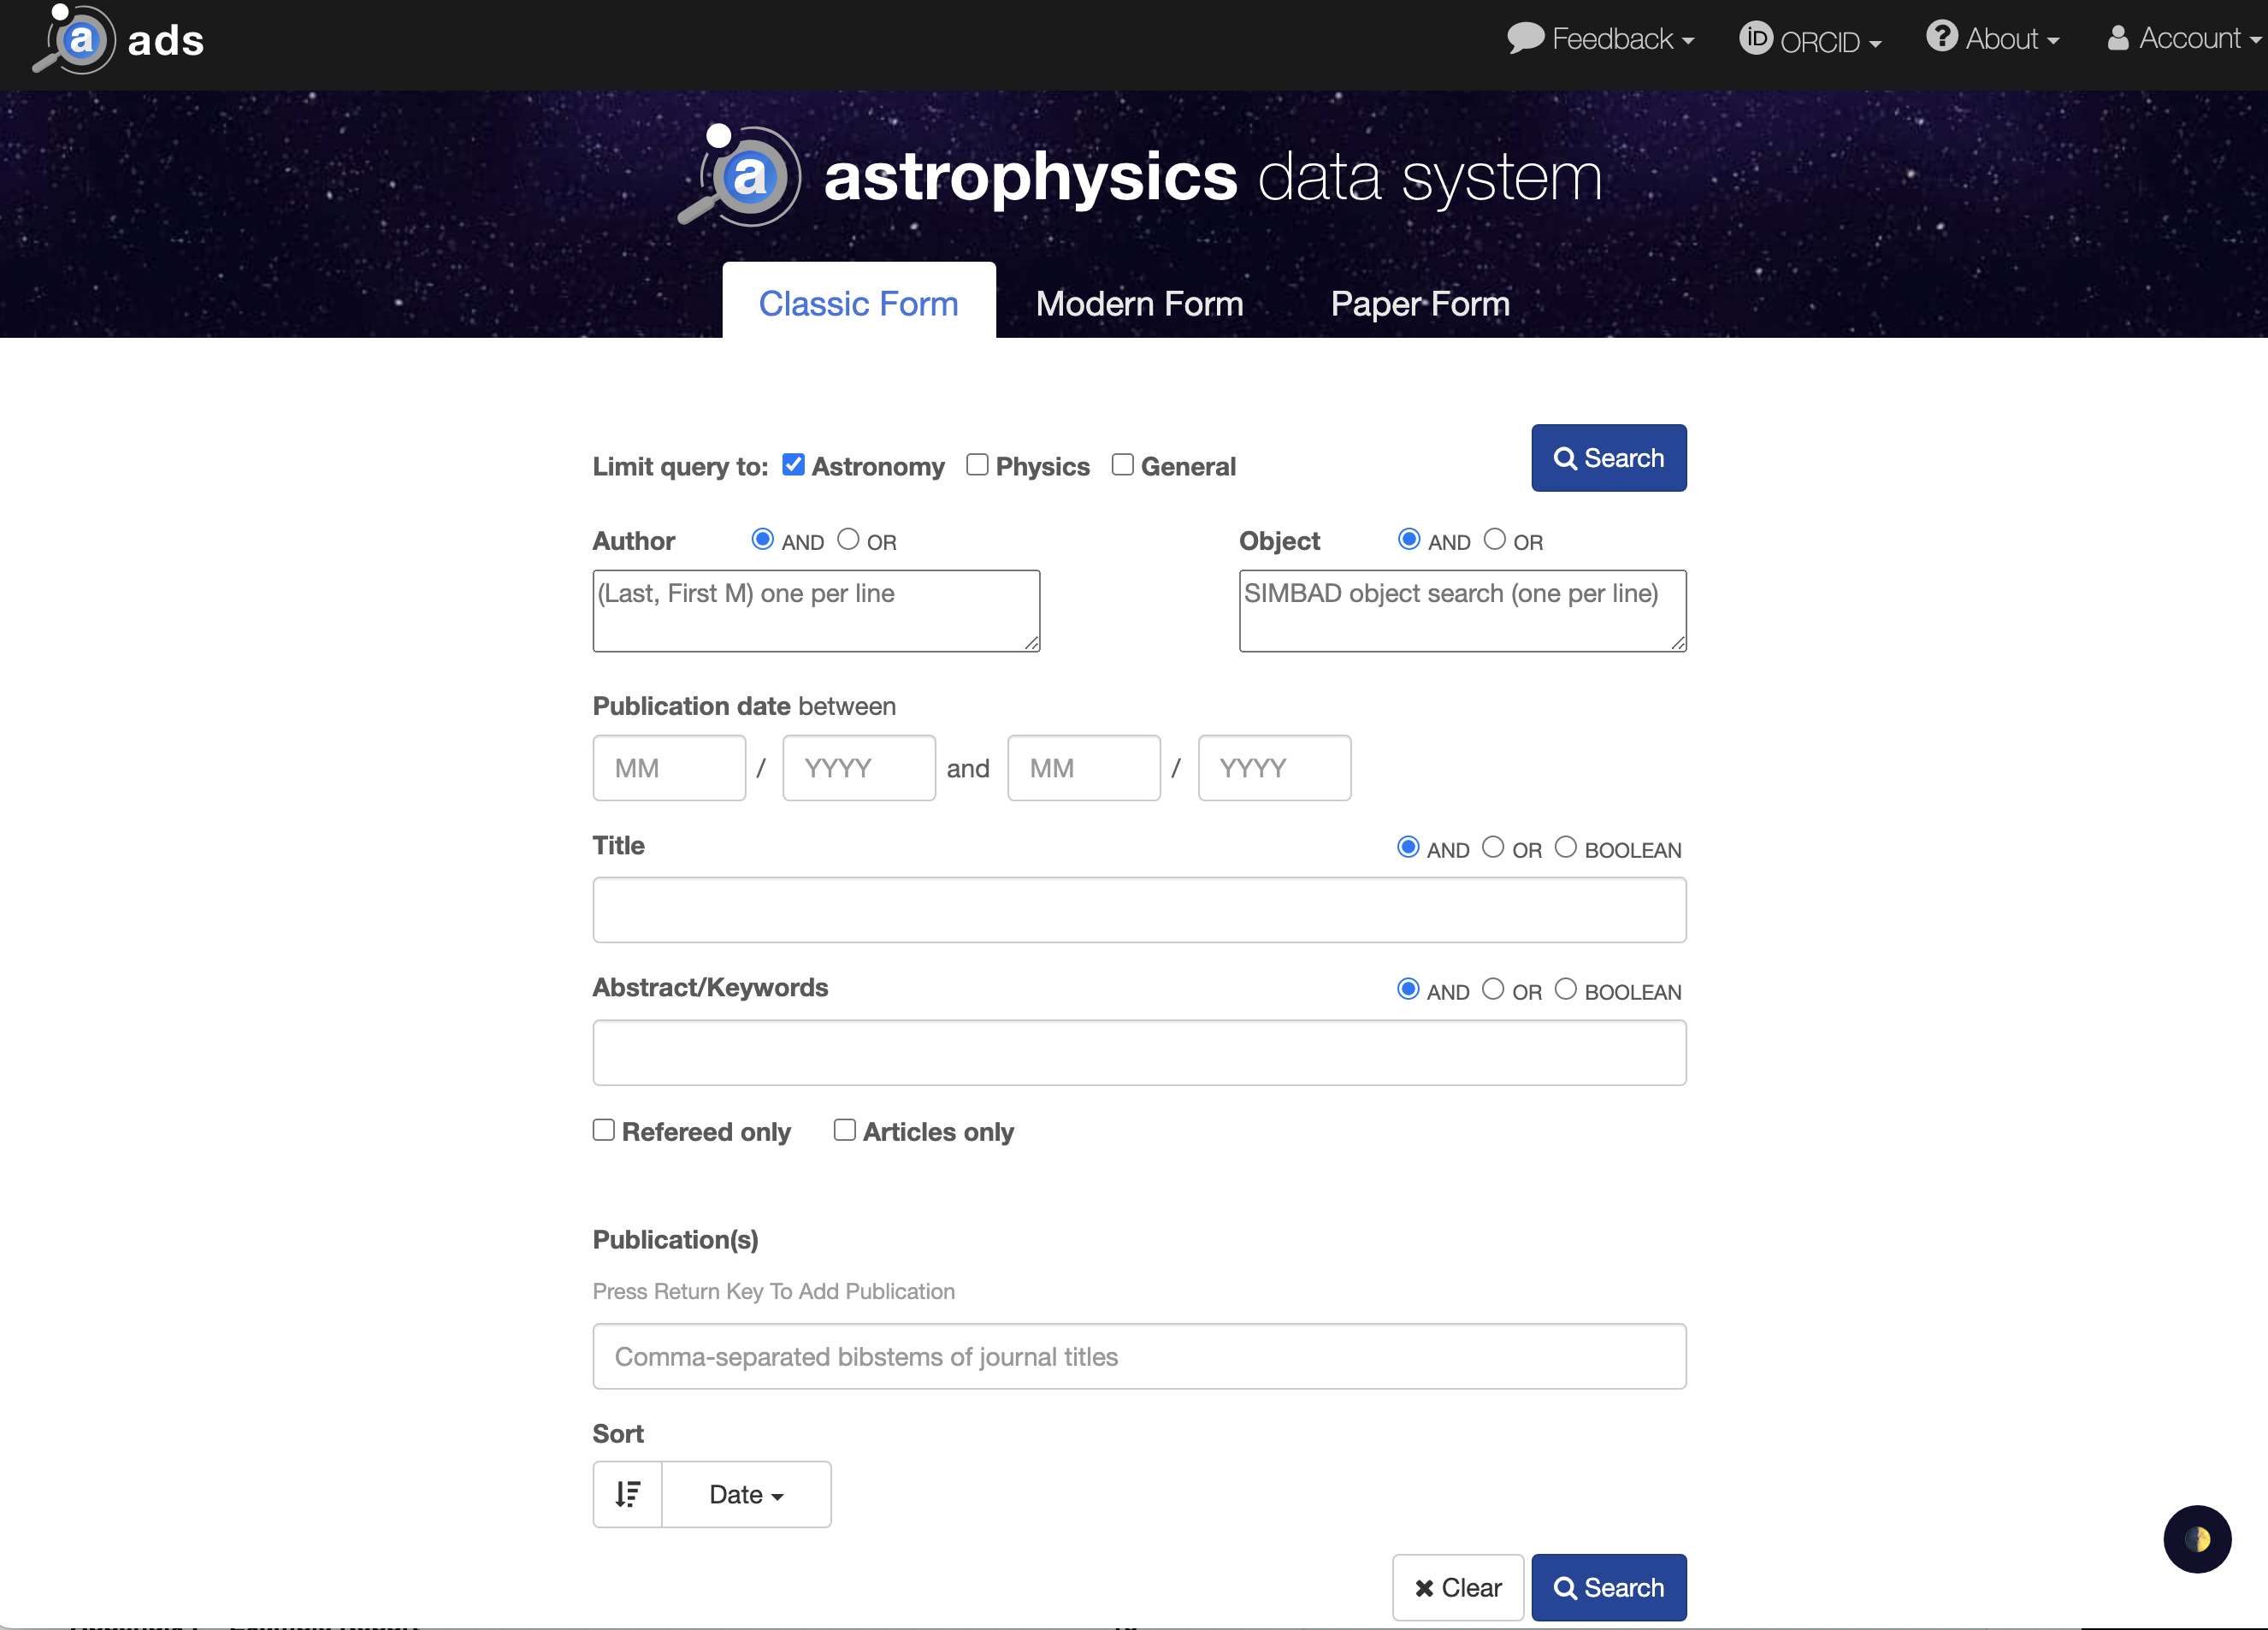 a ads Feedback iD ORCID ? About Account
a astrophysics data system
Classic Form Modern Form Paper Form
Limit query to: Astronomy Physics General Search
Author AND OR Object AND OR
(Last, First M) one per line SIMBAD object search (one per line)
Publication date between
MM / YYYY and MM / YYYY
Title AND OR BOOLEAN
Abstract/Keywords AND OR BOOLEAN
Refereed only Articles only
Publication(s)
Press Return Key To Add Publication
Comma-separated bibstems of journal titles
Sort
Date
Clear Search